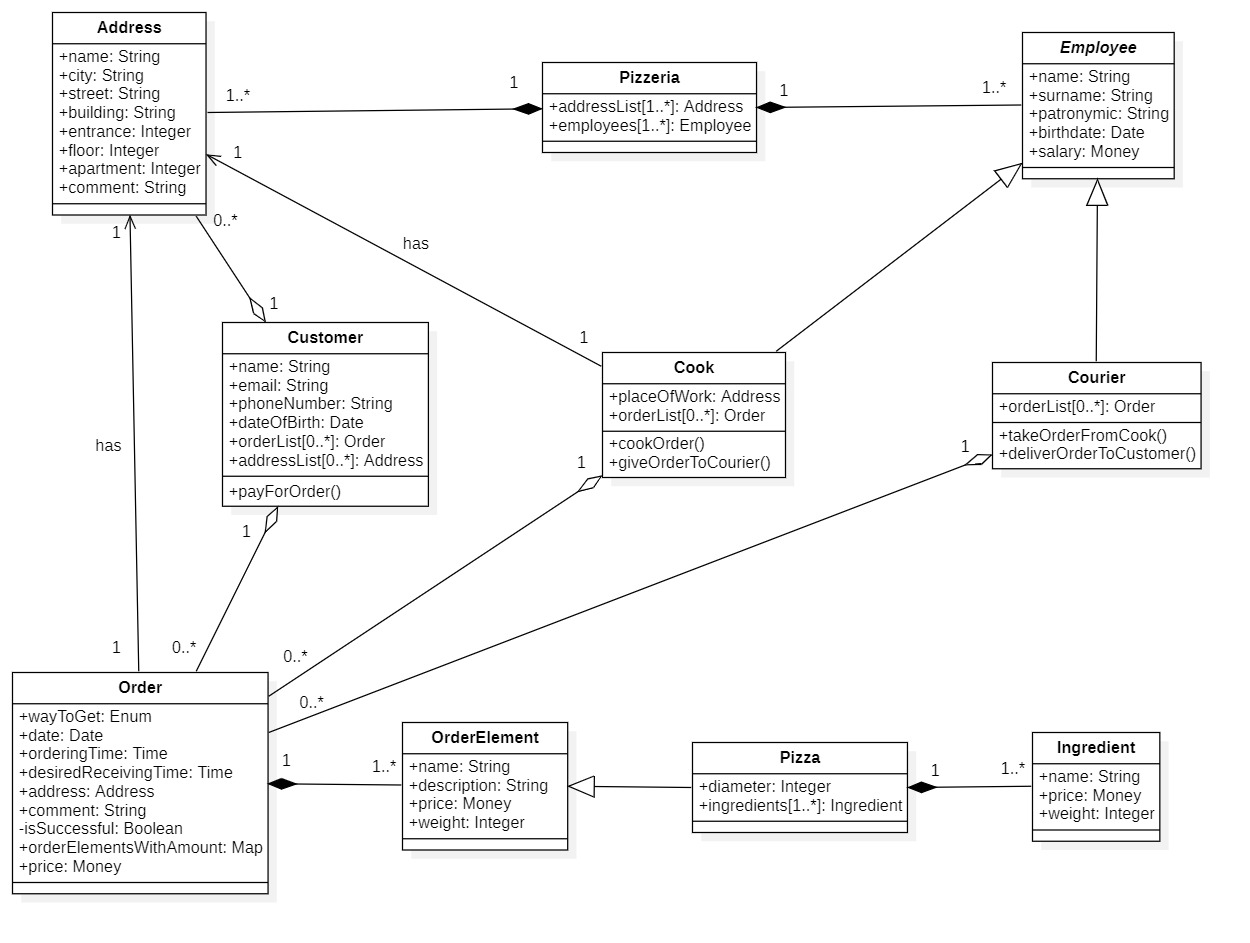 Address
+name: String
+city: String
+street: String
+building: String
+entrance: Integer
+floor: Integer
+apartment: Integer
+comment: String
1..*
1
Pizzeria
+addressList[1..*]: Address
+employees[1..*]: Employee
1
1..*
Employee
+name: String
+surname: String
+patronymic: String
+birthdate: Date
+salary: Money
1
has
1
1
0..*
1
Customer
+name: String
+email: String
+phoneNumber: String
+dateOfBirth: Date
+orderList[0..*]: Order
+addressList[0..*]: Address
+payForOrder()
Cook
+placeOfWork: Address
+orderList[0..*]: Order
+cookOrder()
+giveOrderToCourier()
Courier
+orderList[0..*]: Order
+takeOrderFromCook()
+deliverOrderToCustomer()
has
1
1
1
1
0..*
0..*
0..*
Order
+wayToGet: Enum
+date: Date
+orderingTime: Time
+desiredReceivingTime: Time
+address: Address
+comment: String
-isSuccessful: Boolean
+orderElementsWithAmount: Map
+price: Money
1
1..*
OrderElement
+name: String
+description: String
+price: Money
+weight: Integer
Pizza
+diameter: Integer
+ingredients[1..*]: Ingredient
1
1..*
Ingredient
+name: String
+price: Money
+weight: Integer